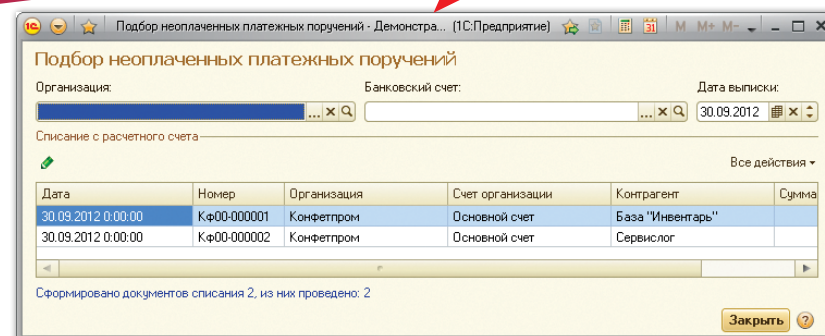 Подбор неоплаченных платежных поручений - Демонстра... (1С:Предприятие) 31 M M+ M-
Подбор неоплаченных платежных поручений
Организация: Банковский счет: Дата выписки:
... ... 30.09.2012
Списание с расчетного счета
Все действия
Дата Номер Организация Счет организации Контрагент Сумма
30.09.2012 0:00:00 Кф00-000001 Конфетпром Основной счет База "Инвентарь"
30.09.2012 0:00:00 Кф00-000002 Конфетпром Основной счет Сервислог
Сформировано документов списания 2, из них проведено: 2
Закрыть ?